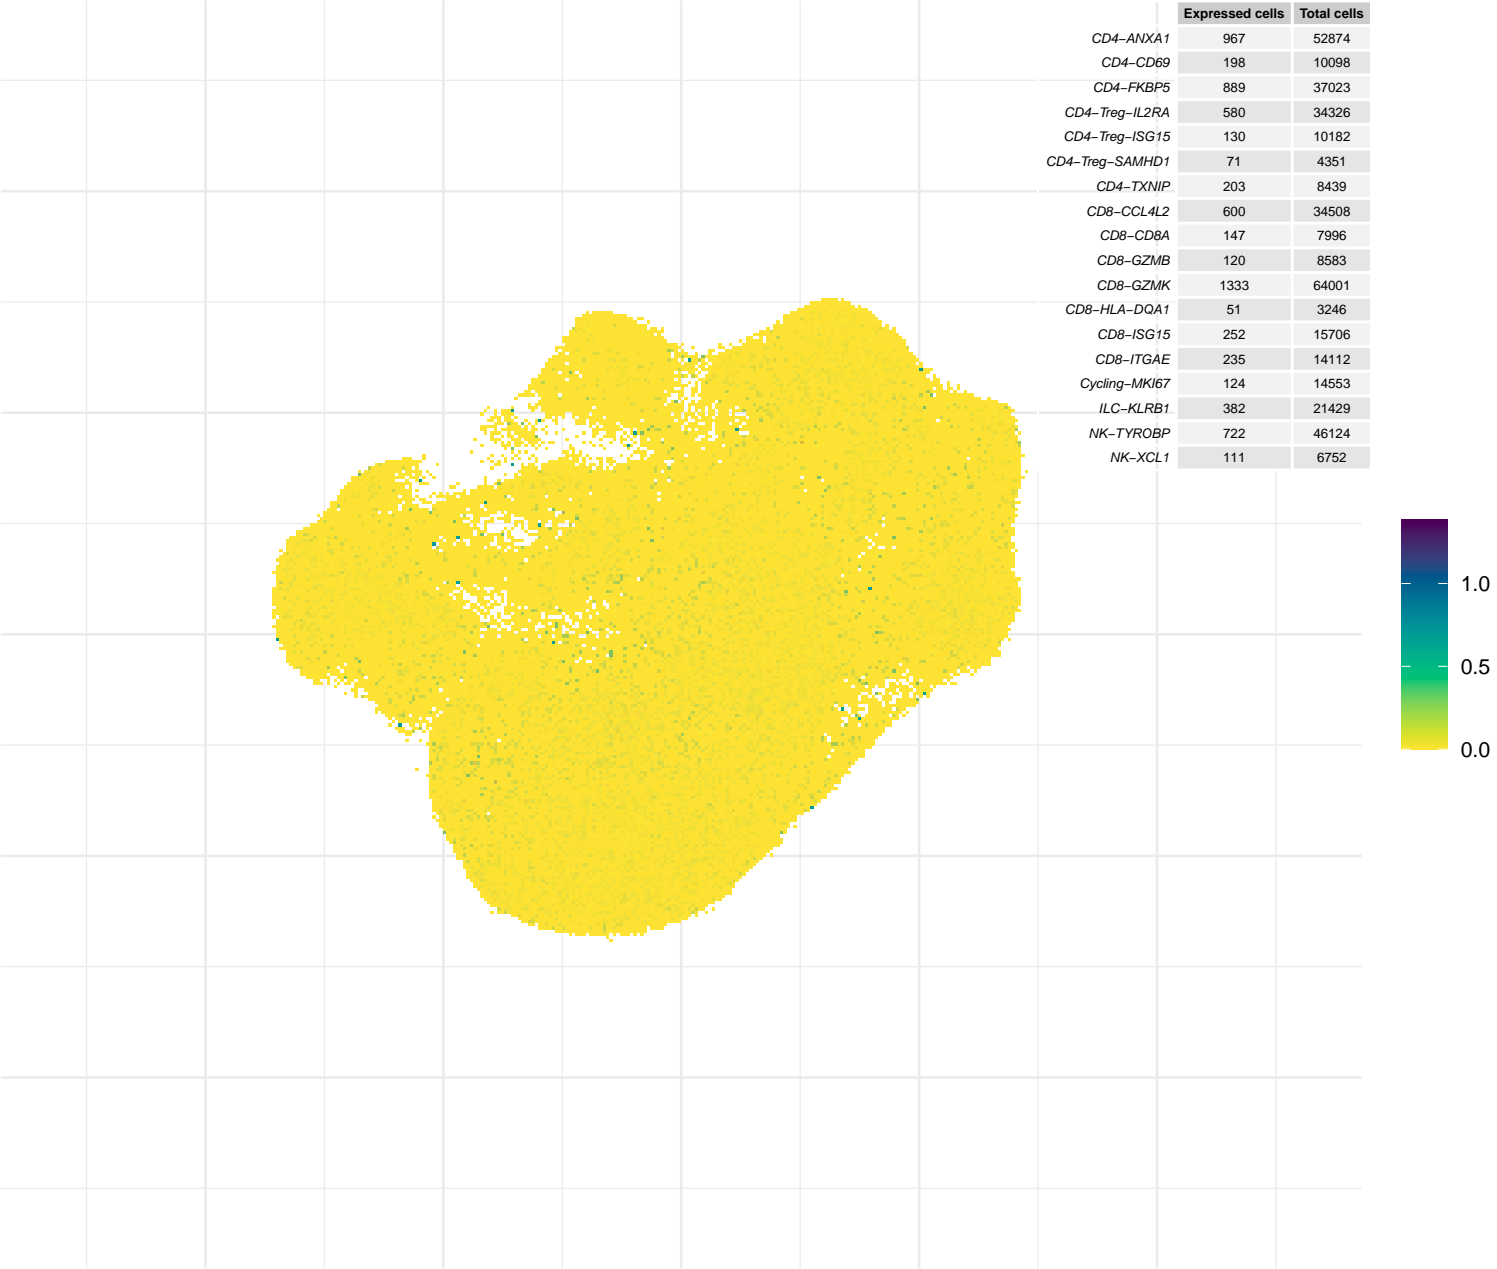 Expressed cells Total cells
CD4−ANXA1 967 52874
CD4−CD69 198 10098
CD4−FKBP5 889 37023
CD4−Treg−IL2RA 580 34326
CD4−Treg−ISG15 130 10182
CD4−Treg−SAMHD1 71 4351
CD4−TXNIP 203 8439
CD8−CCL4L2 600 34508
CD8−CD8A 147 7996
CD8−GZMB 120 8583
CD8−GZMK 1333 64001
CD8−HLA−DQA1 51 3246
CD8−ISG15 252 15706
CD8−ITGAE 235 14112
Cycling−MKI67 124 14553
ILC−KLRB1 382 21429
NK−TYROBP 722 46124
NK−XCL1 111 6752
1.0
0.5
0.0